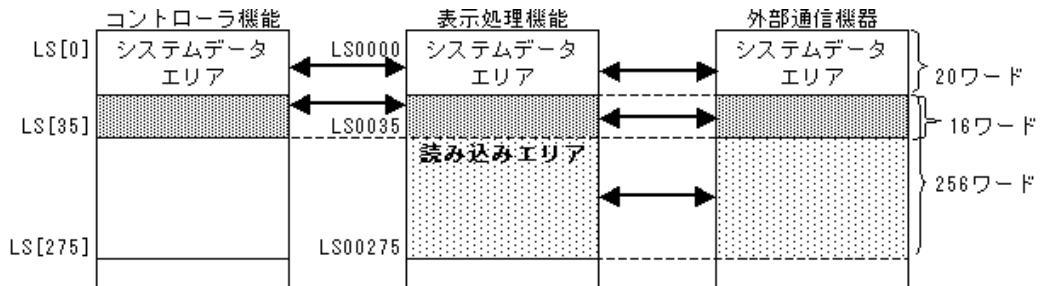 コントローラ機能
表示処理機能
外部通信機器
LS[0]
システムデータ
エリア
LS0000
システムデータ
エリア
システムデータ
エリア
20ワード
LS[35]
LS0035
16ワード
読み込みエリア
256ワード
LS[275]
LS00275